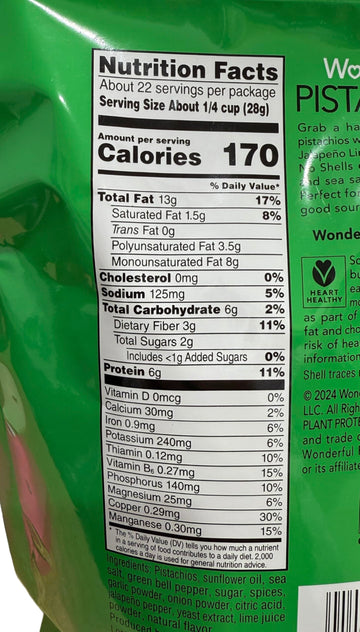 Nutrition Facts
About 22 servings per package
Serving Size About 1/4 cup (28g)
Amount per serving
Calories 170
% Daily Value*
Total Fat 13g 17%
Saturated Fat 1.5g 8%
Trans Fat 0g
Polyunsaturated Fat 3.5g
Monounsaturated Fat 8g
Cholesterol 0mg 0%
Sodium 125mg 5%
Total Carbohydrate 6g 2%
Dietary Fiber 3g 11%
Total Sugars 2g
Includes <1g Added Sugars 0%
Protein 6g 11%
Vitamin D 0mcg 0%
Calcium 30mg 2%
Iron 0.9mg 6%
Potassium 240mg 6%
Thiamin 0.12mg 10%
Vitamin B₆ 0.27mg 15%
Phosphorus 140mg 10%
Magnesium 25mg 6%
Copper 0.29mg 30%
Manganese 0.30mg 15%
*The % Daily Value (DV) tells you how much a nutrient
in a serving of food contributes to a daily diet. 2,000
calories a day is used for general nutrition advice.
Ingredients: Pistachios, sunflower oil, sea
salt, green bell pepper, sugar, spices,
garlic powder, onion powder, citric acid,
jalapeño pepper, yeast extract, lime juice
powder, natural flavor.
Produced
Wo
PIST
Grab a ha
pistachios w
Jalapeño Li
No Shells
and sea sa
Perfect for
good sour
Wonde
HEART
HEALTHY
as part of
fat and cho
risk of hea
information
Shell traces
© 2024 Won
LLC. All Righ
PLANT PROTE
and trade
Wonderful
or its affiliate